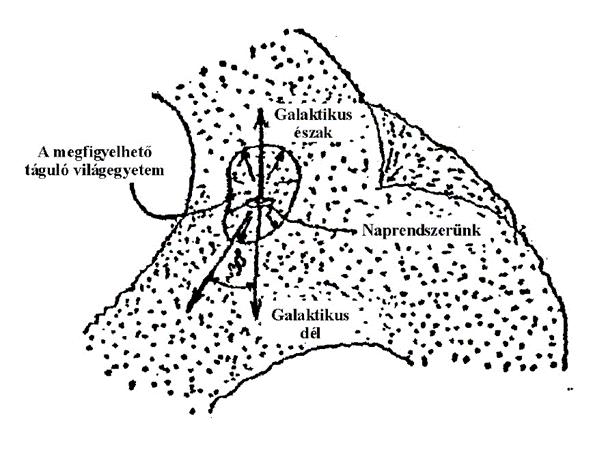 Galaktikus
észak
A megfigyelhető
táguló világegyetem
Naprendszerünk
Galaktikus
dél